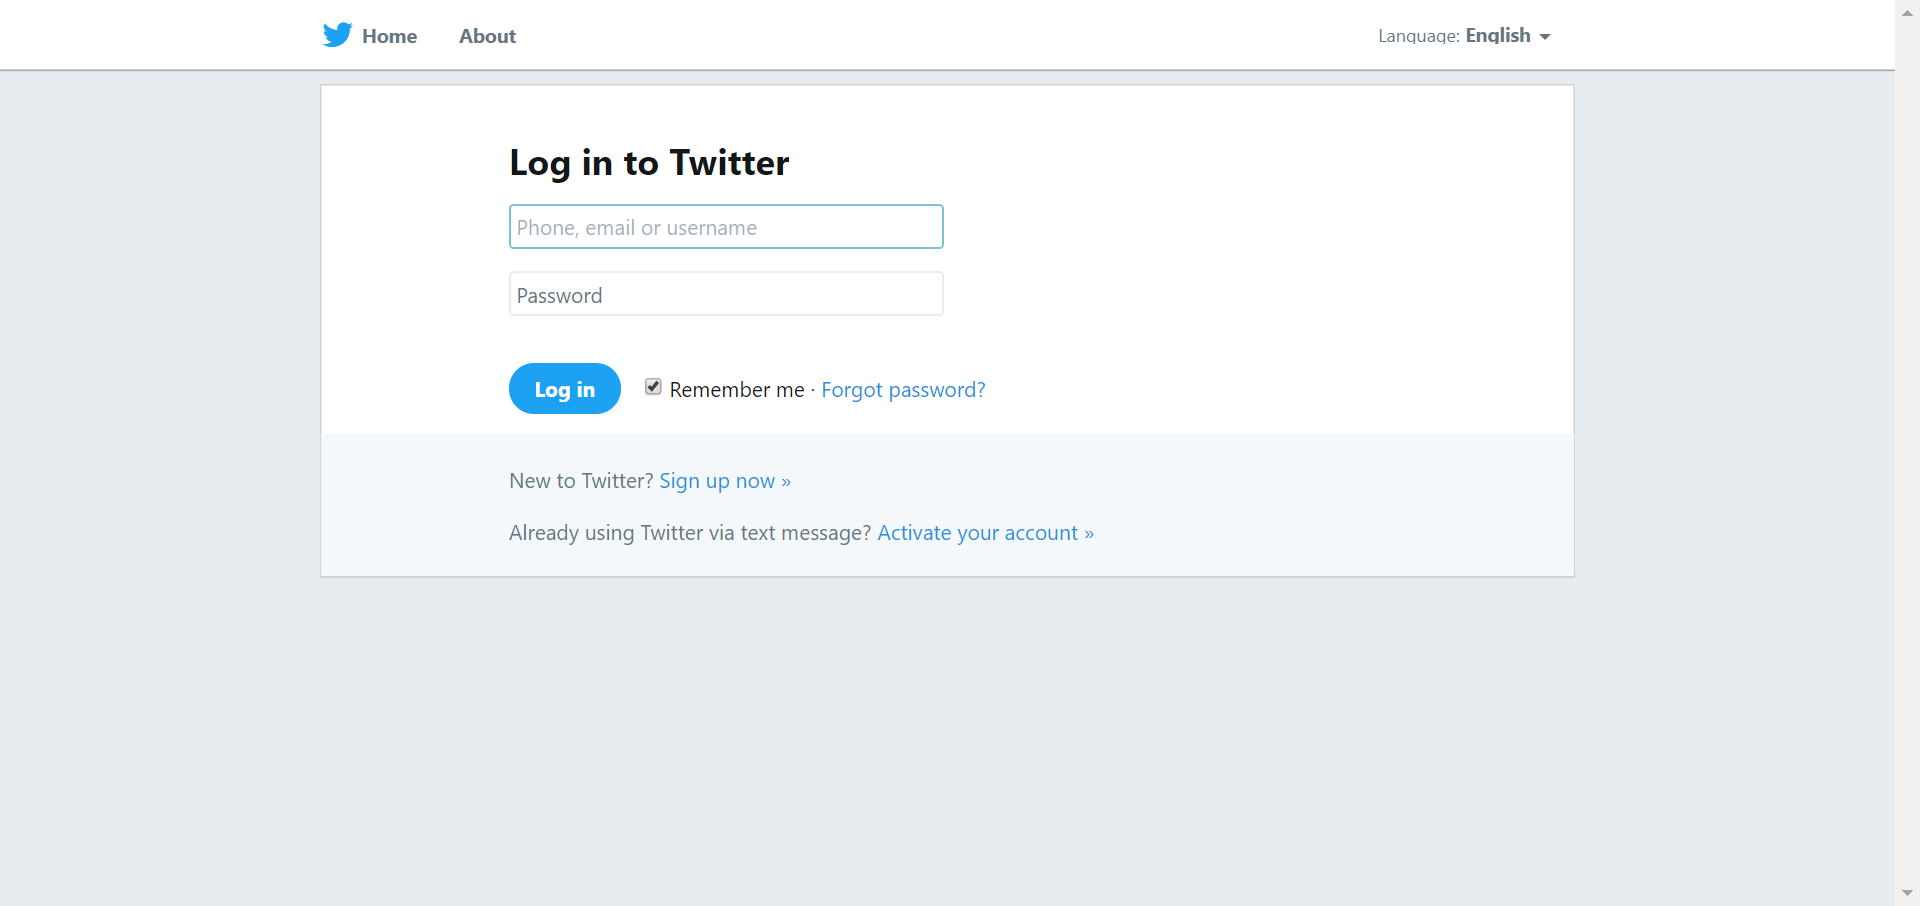 Home About Language: English
Log in to Twitter
Phone, email or username
Password
Log in Remember me · Forgot password?
New to Twitter? Sign up now »
Already using Twitter via text message? Activate your account »